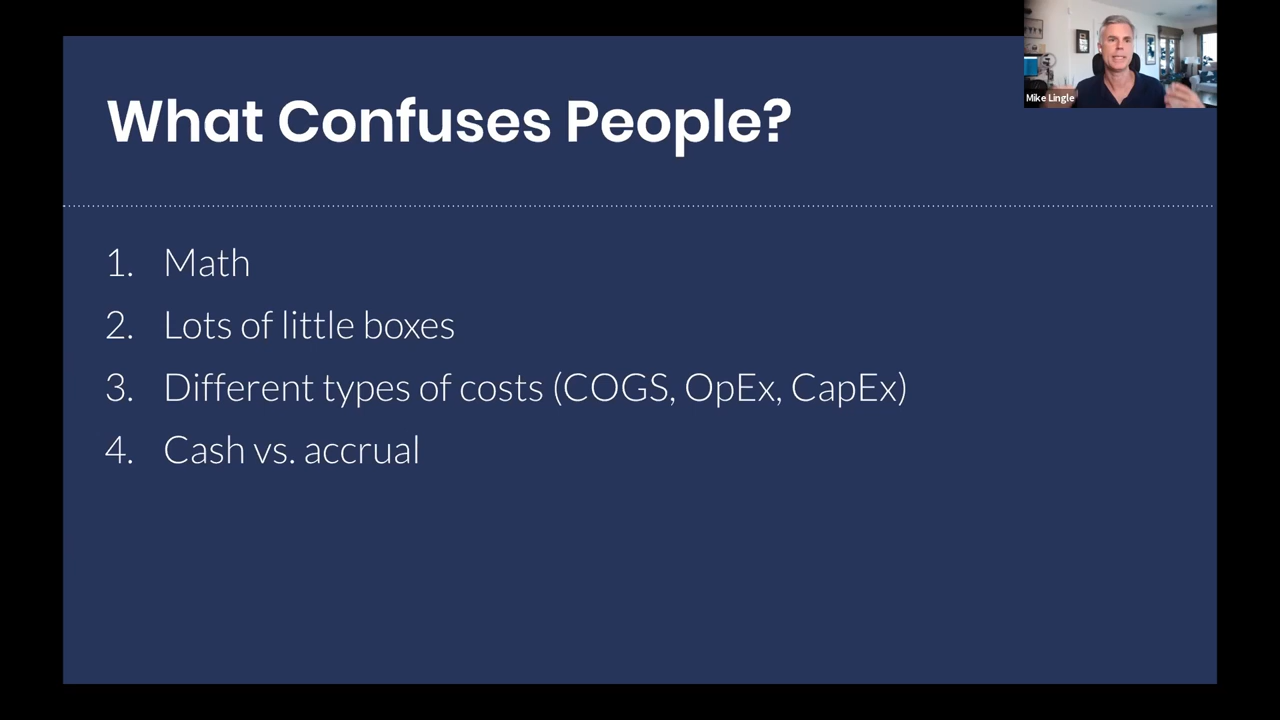 What Confuses People?
1. Math
2. Lots of little boxes
3. Different types of costs (COGS, OpEx, CapEx)
4. Cash vs. accrual
Mike Lingle